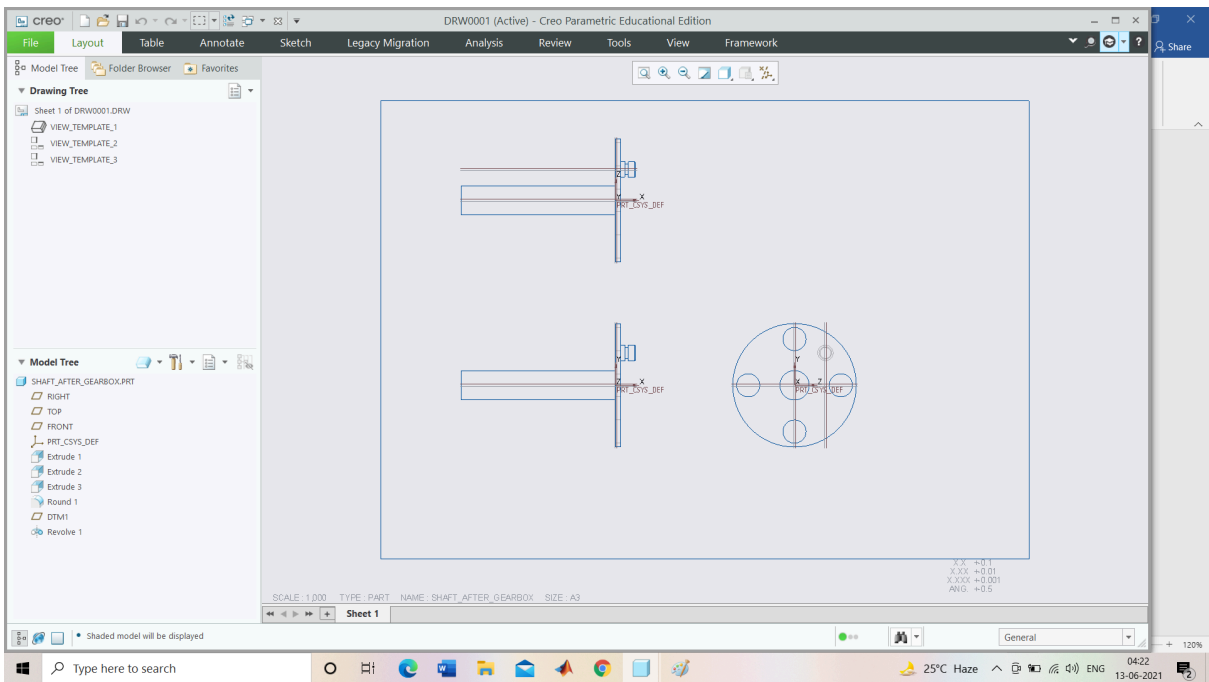 creo®
DRW0001 (Active) - Creo Parametric Educational Edition
File Layout Table Annotate Sketch Legacy Migration Analysis Review Tools View Framework
Share
Model Tree Folder Browser Favorites
Drawing Tree
Sheet 1 of DRW0001.DRW
VIEW_TEMPLATE_1
VIEW_TEMPLATE_2
VIEW_TEMPLATE_3
Z
Y X
PRT_CSYS_DEF
Y
Z X
PRT_CSYS_DEF
Y
X Z
PRT_CSYS_DEF
Model Tree
SHAFT_AFTER_GEARBOX.PRT
RIGHT
TOP
FRONT
PRT_CSYS_DEF
Extrude 1
Extrude 2
Extrude 3
Round 1
DTM1
Revolve 1
X.X +-0.1
X.XX +-0.01
X.XXX +-0.001
ANG. +-0.5
SCALE : 1,000 TYPE : PART NAME : SHAFT_AFTER_GEARBOX SIZE : A3
Sheet 1
• Shaded model will be displayed
General
120%
Type here to search
25°C Haze
ENG
04:22
13-06-2021
2